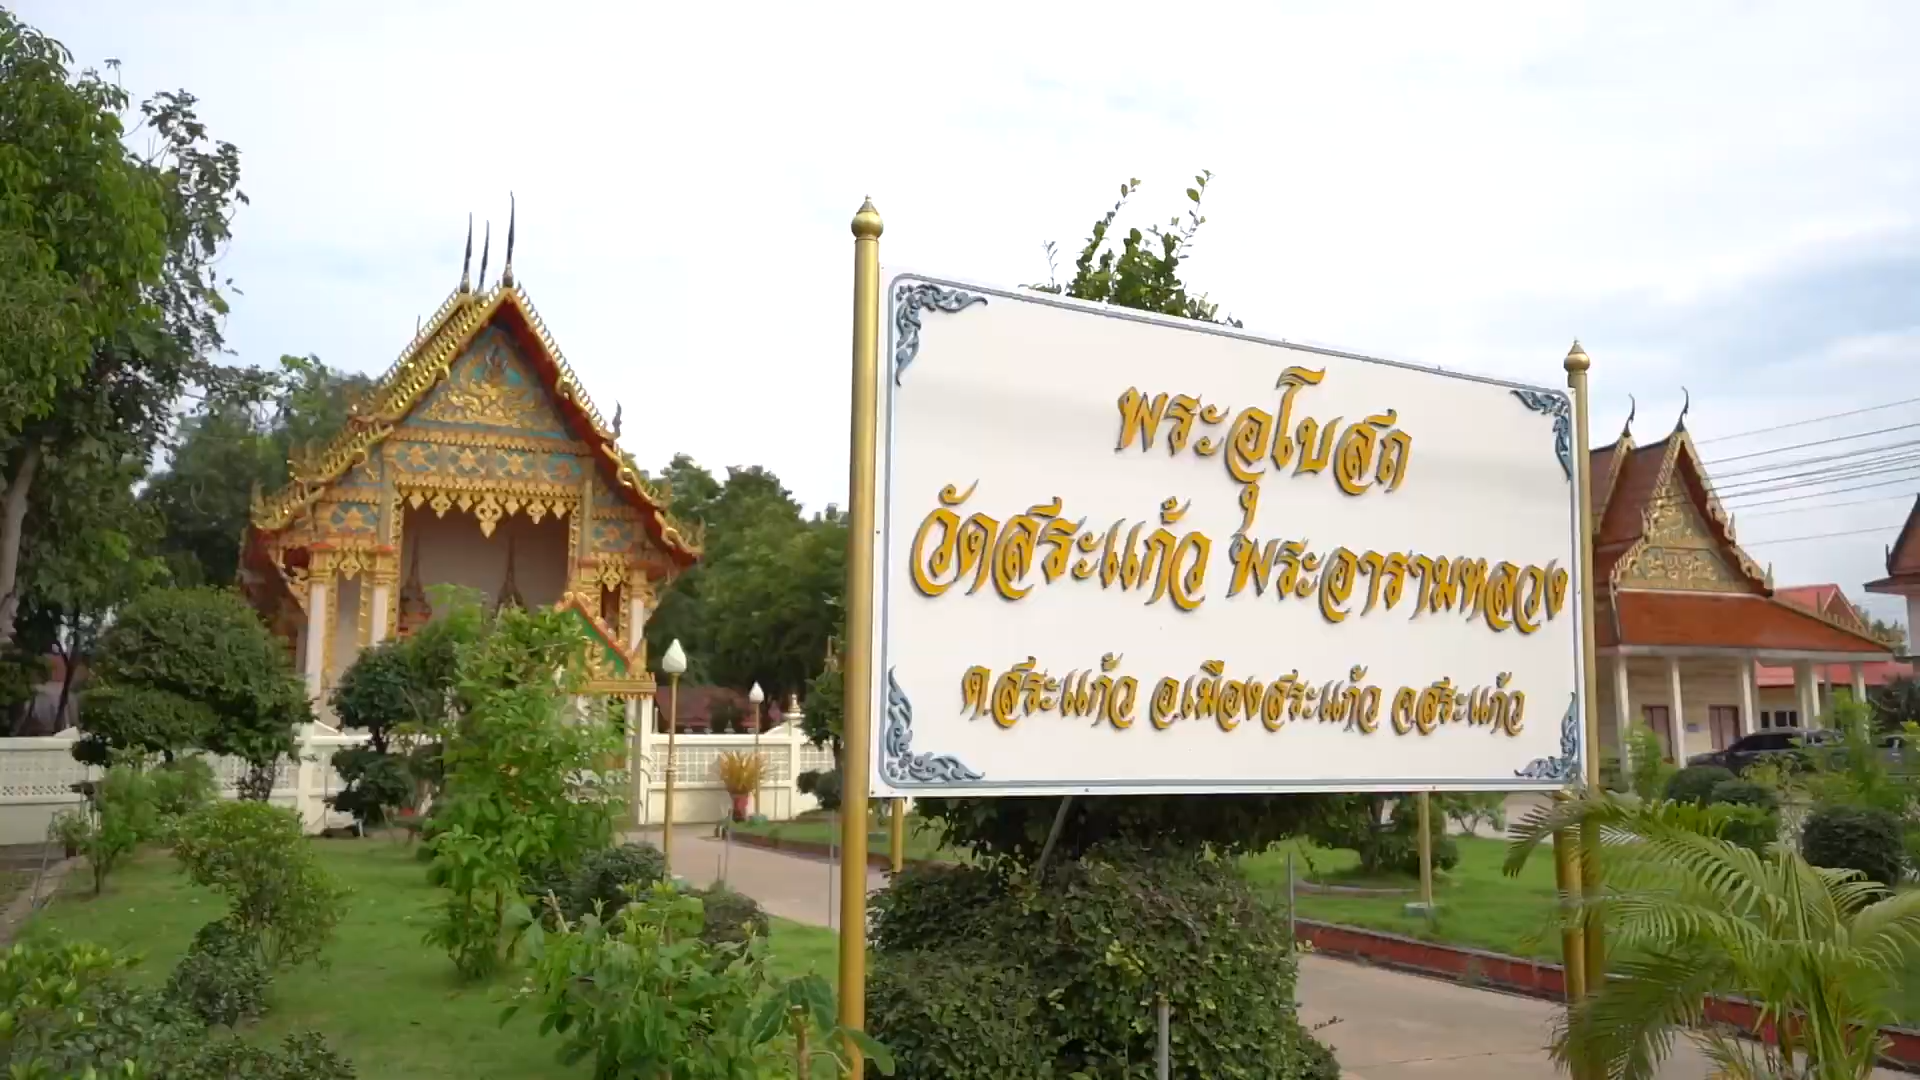 พระอุโบสถ
วัดสระแก้ว พระอารามหลวง
ต.สระแก้ว อ.เมืองสระแก้ว จ.สระแก้ว